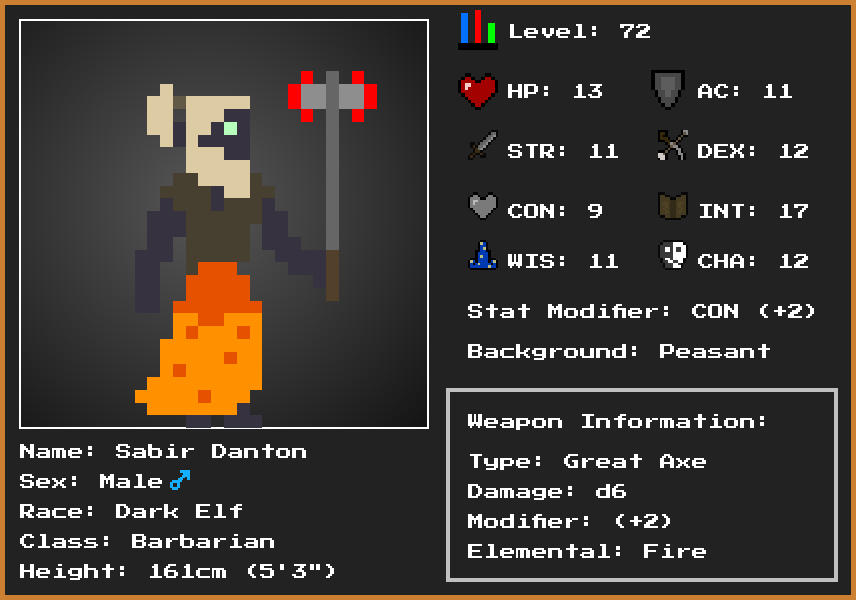 Level: 72
HP: 13 AC: 11
STR: 11 DEX: 12
CON: 9 INT: 17
WIS: 11 CHA: 12
Stat Modifier: CON (+2)
Background: Peasant
Weapon Information:
Type: Great Axe
Damage: d6
Modifier: (+2)
Elemental: Fire
Name: Sabir Danton
Sex: Male♂
Race: Dark Elf
Class: Barbarian
Height: 161cm (5'3")